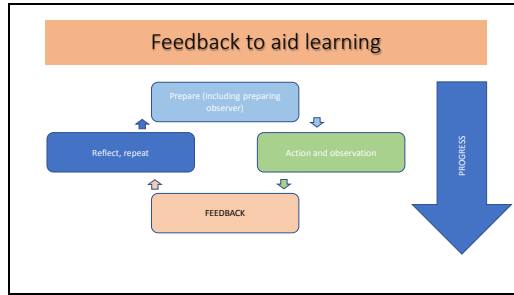 Feedback to aid learning
Prepare (including preparing
observer)
Reflect, repeat
Action and observation
FEEDBACK
PROGRESS